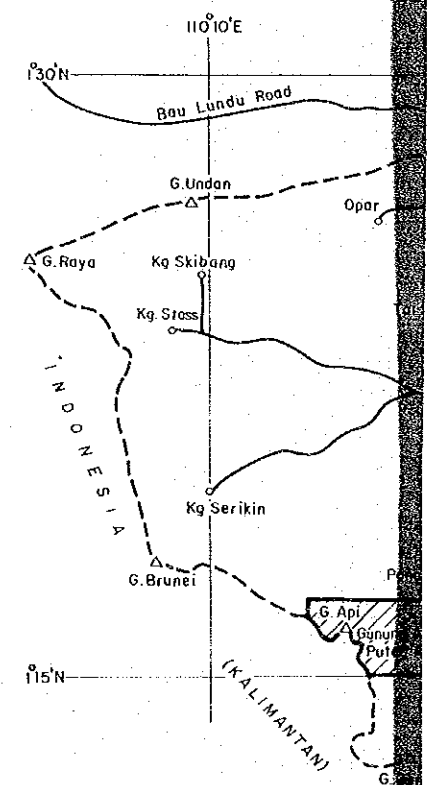 110°10'E
1°30'N
Bau Lundu Road
G. Undan
Opar
G. Raya
Kg Skibang
Kg. Stass
INDONESIA
Kg Serikin
G. Brunei
G. Api
1°15'N
(KALIMANTAN)